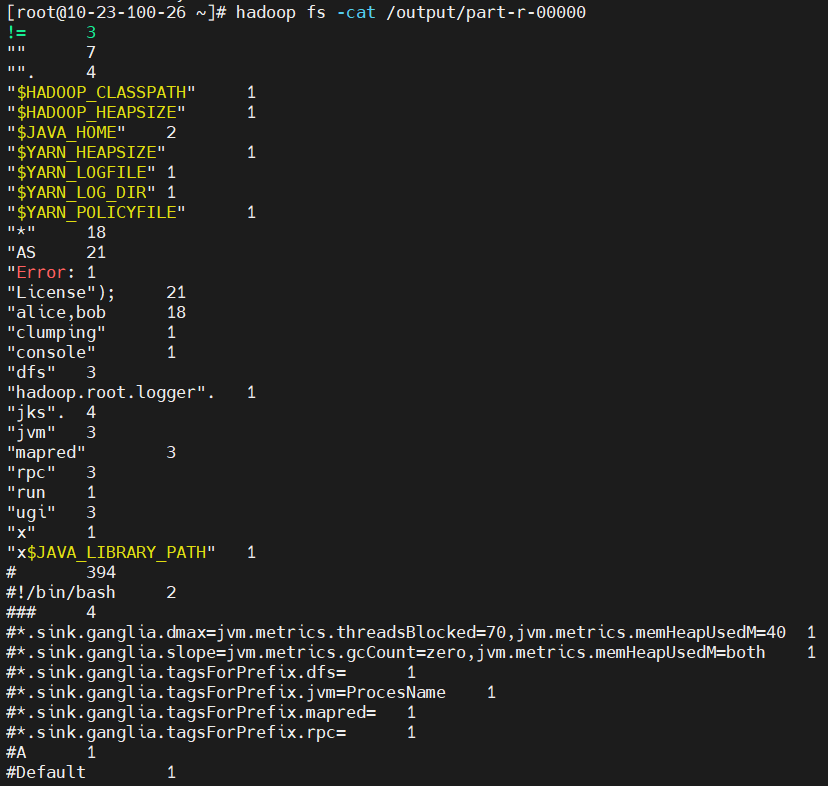 [root@10-23-100-26 ~]# hadoop fs -cat /output/part-r-00000
!=      3
""      7
"".     4
"$HADOOP_CLASSPATH"     1
"$HADOOP_HEAPSIZE"      1
"$JAVA_HOME"    2
"$YARN_HEAPSIZE"        1
"$YARN_LOGFILE" 1
"$YARN_LOG_DIR" 1
"$YARN_POLICYFILE"      1
"*"     18
"AS     21
"Error: 1
"License");     21
"alice,bob      18
"clumping"      1
"console"       1
"dfs"   3
"hadoop.root.logger".   1
"jks".  4
"jvm"   3
"mapred"        3
"rpc"   3
"run    1
"ugi"   3
"x"     1
"x$JAVA_LIBRARY_PATH"   1
#       394
#!/bin/bash     2
###     4
#*.sink.ganglia.dmax=jvm.metrics.threadsBlocked=70,jvm.metrics.memHeapUsedM=40  1
#*.sink.ganglia.slope=jvm.metrics.gcCount=zero,jvm.metrics.memHeapUsedM=both    1
#*.sink.ganglia.tagsForPrefix.dfs=      1
#*.sink.ganglia.tagsForPrefix.jvm=ProcesName    1
#*.sink.ganglia.tagsForPrefix.mapred=   1
#*.sink.ganglia.tagsForPrefix.rpc=      1
#A      1
#Default        1